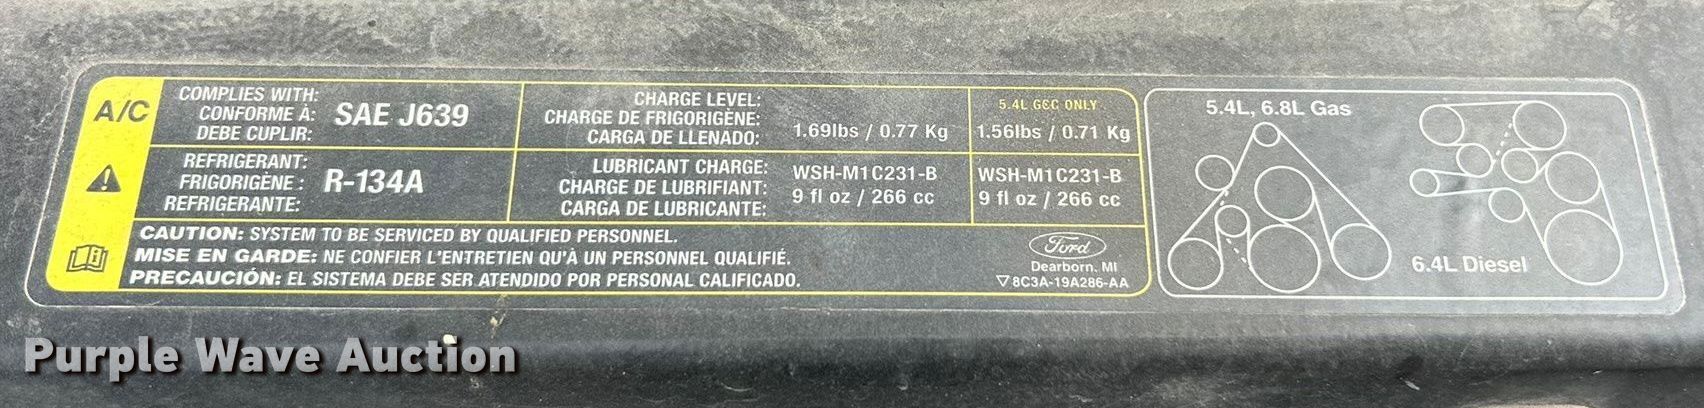 A/C
COMPLIES WITH:
CONFORME À:
DEBE CUPLIR:
SAE J639
CHARGE LEVEL:
CHARGE DE FRIGORIGÈNE:
CARGA DE LLENADO:
1.69lbs / 0.77 Kg
5.4L GCC ONLY
1.56lbs / 0.71 Kg
REFRIGERANT:
FRIGORIGÈNE :
REFRIGERANTE:
R-134A
LUBRICANT CHARGE:
CHARGE DE LUBRIFIANT:
CARGA DE LUBRICANTE:
WSH-M1C231-B
9 fl oz / 266 cc
WSH-M1C231-B
9 fl oz / 266 cc
CAUTION: SYSTEM TO BE SERVICED BY QUALIFIED PERSONNEL.
MISE EN GARDE: NE CONFIER L'ENTRETIEN QU'À UN PERSONNEL QUALIFIÉ.
PRECAUCIÓN: EL SISTEMA DEBE SER ATENDIDO POR PERSONAL CALIFICADO.
Ford
Dearborn, MI
8C3A-19A286-AA
5.4L, 6.8L Gas
6.4L Diesel
Purple Wave Auction